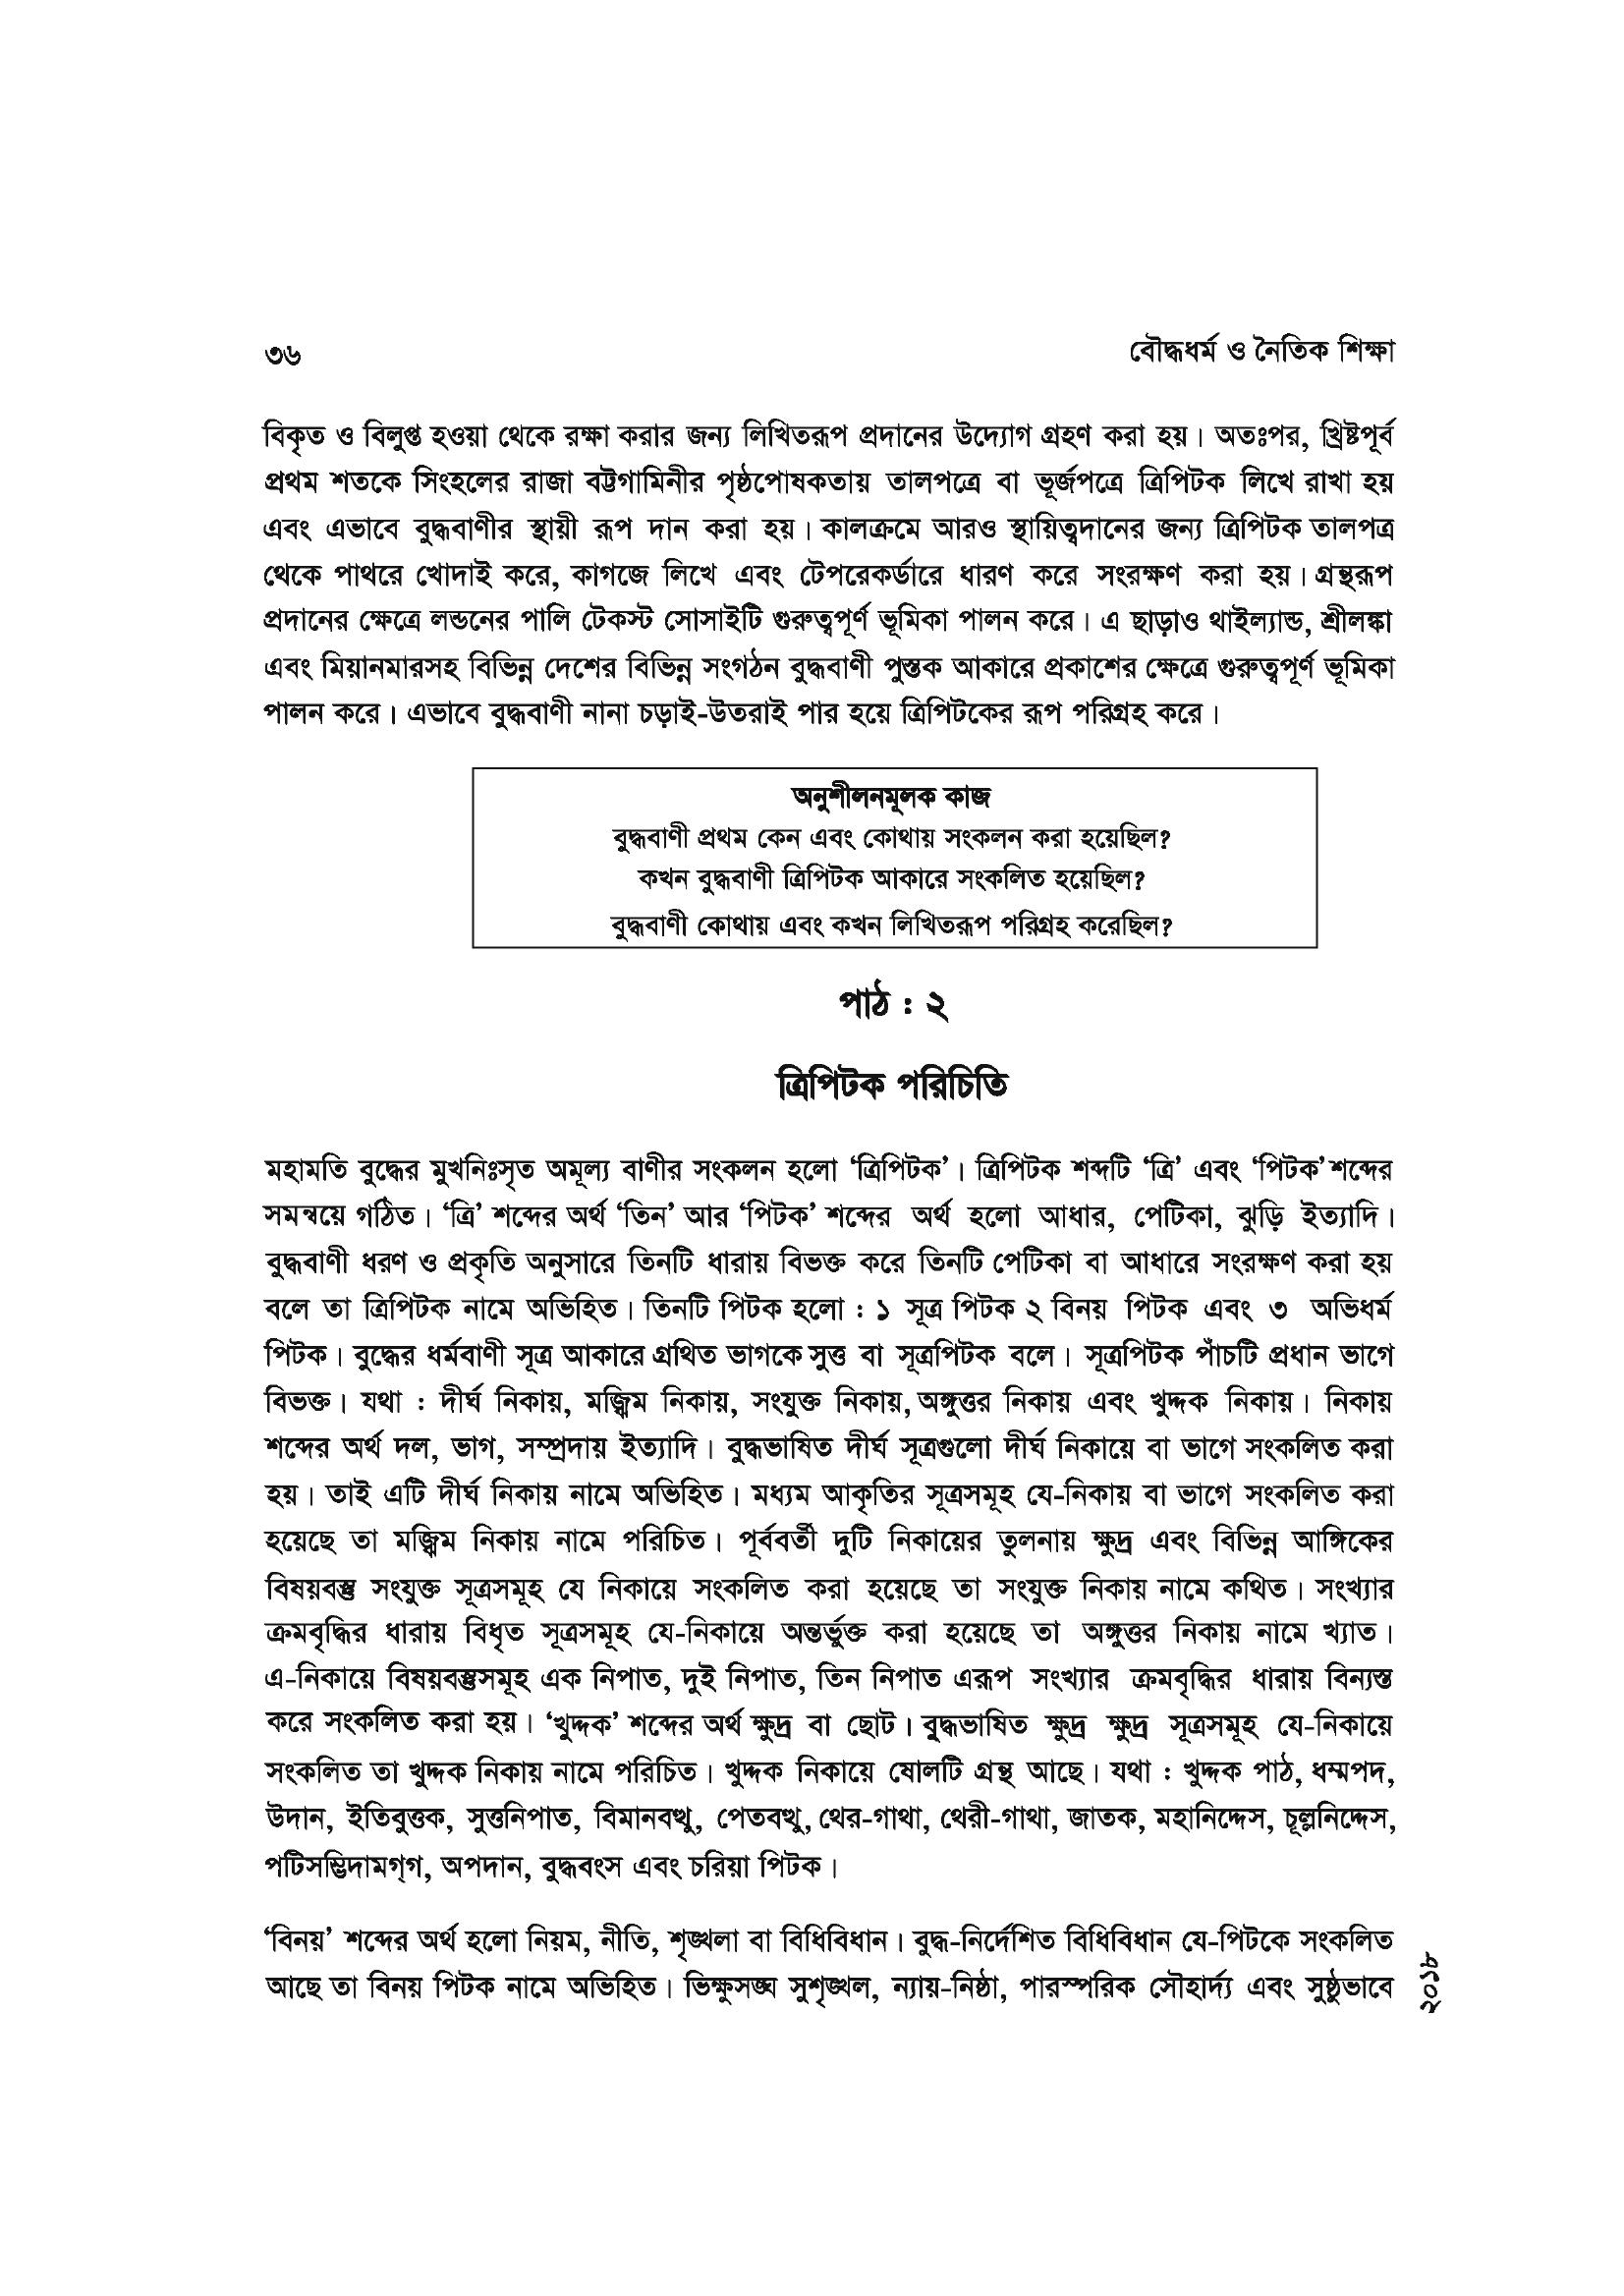 ৩৬ বৌদ্ধধর্ম ও নৈতিক শিক্ষা
বিকৃত ও বিলুপ্ত হওয়া থেকে রক্ষা করার জন্য লিখিতরূপ প্রদানের উদ্যোগ গ্রহণ করা হয়। অতঃপর, খ্রিষ্টপূর্ব
প্রথম শতকে সিংহলের রাজা বট্টগামিনীর পৃষ্ঠপোষকতায় তালপত্রে বা ভূর্জপত্রে ত্রিপিটক লিখে রাখা হয়
এবং এভাবে বুদ্ধবাণীর স্থায়ী রূপ দান করা হয়। কালক্রমে আরও স্থায়িত্বদানের জন্য ত্রিপিটক তালপত্র
থেকে পাথরে খোদাই করে, কাগজে লিখে এবং টেপরেকর্ডারে ধারণ করে সংরক্ষণ করা হয়। গ্রন্থরূপ
প্রদানের ক্ষেত্রে লন্ডনের পালি টেকস্ট সোসাইটি গুরুত্বপূর্ণ ভূমিকা পালন করে। এ ছাড়াও থাইল্যান্ড, শ্রীলঙ্কা
এবং মিয়ানমারসহ বিভিন্ন দেশের বিভিন্ন সংগঠন বুদ্ধবাণী পুস্তক আকারে প্রকাশের ক্ষেত্রে গুরুত্বপূর্ণ ভূমিকা
পালন করে। এভাবে বুদ্ধবাণী নানা চড়াই-উতরাই পার হয়ে ত্রিপিটকের রূপ পরিগ্রহ করে।
অনুশীলনমূলক কাজ
বুদ্ধবাণী প্রথম কেন এবং কোথায় সংকলন করা হয়েছিল?
কখন বুদ্ধবাণী ত্রিপিটক আকারে সংকলিত হয়েছিল?
বুদ্ধবাণী কোথায় এবং কখন লিখিতরূপ পরিগ্রহ করেছিল?
পাঠ : ২
ত্রিপিটক পরিচিতি
মহামতি বুদ্ধের মুখনিঃসৃত অমূল্য বাণীর সংকলন হলো ‘ত্রিপিটক’। ত্রিপিটক শব্দটি ‘ত্রি’ এবং ‘পিটক’ শব্দের
সমন্বয়ে গঠিত। ‘ত্রি’ শব্দের অর্থ ‘তিন’ আর ‘পিটক’ শব্দের অর্থ হলো আধার, পেটিকা, ঝুড়ি ইত্যাদি।
বুদ্ধবাণী ধরণ ও প্রকৃতি অনুসারে তিনটি ধারায় বিভক্ত করে তিনটি পেটিকা বা আধারে সংরক্ষণ করা হয়
বলে তা ত্রিপিটক নামে অভিহিত। তিনটি পিটক হলো : ১ সূত্র পিটক ২ বিনয় পিটক এবং ৩ অভিধর্ম
পিটক। বুদ্ধের ধর্মবাণী সূত্র আকারে গ্রথিত ভাগকে সুত্ত বা সূত্রপিটক বলে। সূত্রপিটক পাঁচটি প্রধান ভাগে
বিভক্ত। যথা : দীর্ঘ নিকায়, মজ্ঝিম নিকায়, সংযুক্ত নিকায়, অঙ্গুত্তর নিকায় এবং খুদ্দক নিকায়। নিকায়
শব্দের অর্থ দল, ভাগ, সম্প্রদায় ইত্যাদি। বুদ্ধভাষিত দীর্ঘ সূত্রগুলো দীর্ঘ নিকায়ে বা ভাগে সংকলিত করা
হয়। তাই এটি দীর্ঘ নিকায় নামে অভিহিত। মধ্যম আকৃতির সূত্রসমূহ যে-নিকায় বা ভাগে সংকলিত করা
হয়েছে তা মজ্ঝিম নিকায় নামে পরিচিত। পূর্ববর্তী দুটি নিকায়ের তুলনায় ক্ষুদ্র এবং বিভিন্ন আঙ্গিকের
বিষয়বস্তু সংযুক্ত সূত্রসমূহ যে নিকায়ে সংকলিত করা হয়েছে তা সংযুক্ত নিকায় নামে কথিত। সংখ্যার
ক্রমবৃদ্ধির ধারায় বিধৃত সূত্রসমূহ যে-নিকায়ে অন্তর্ভুক্ত করা হয়েছে তা অঙ্গুত্তর নিকায় নামে খ্যাত।
এ-নিকায়ে বিষয়বস্তুসমূহ এক নিপাত, দুই নিপাত, তিন নিপাত এরূপ সংখ্যার ক্রমবৃদ্ধির ধারায় বিন্যস্ত
করে সংকলিত করা হয়। ‘খুদ্দক’ শব্দের অর্থ ক্ষুদ্র বা ছোট। বুদ্ধভাষিত ক্ষুদ্র ক্ষুদ্র সূত্রসমূহ যে-নিকায়ে
সংকলিত তা খুদ্দক নিকায় নামে পরিচিত। খুদ্দক নিকায়ে ষোলটি গ্রন্থ আছে। যথা : খুদ্দক পাঠ, ধম্মপদ,
উদান, ইতিবুত্তক, সুত্তনিপাত, বিমানবত্থু, পেতবত্থু, থের-গাথা, থেরী-গাথা, জাতক, মহানিদ্দেস, চূল্লনিদ্দেস,
পটিসম্ভিদামগ্‌গ, অপদান, বুদ্ধবংস এবং চরিয়া পিটক।
‘বিনয়’ শব্দের অর্থ হলো নিয়ম, নীতি, শৃঙ্খলা বা বিধিবিধান। বুদ্ধ-নির্দেশিত বিধিবিধান যে-পিটকে সংকলিত
আছে তা বিনয় পিটক নামে অভিহিত। ভিক্ষুসঙ্ঘ সুশৃঙ্খল, ন্যায়-নিষ্ঠা, পারস্পরিক সৌহার্দ্য এবং সুষ্ঠুভাবে
২০১৮